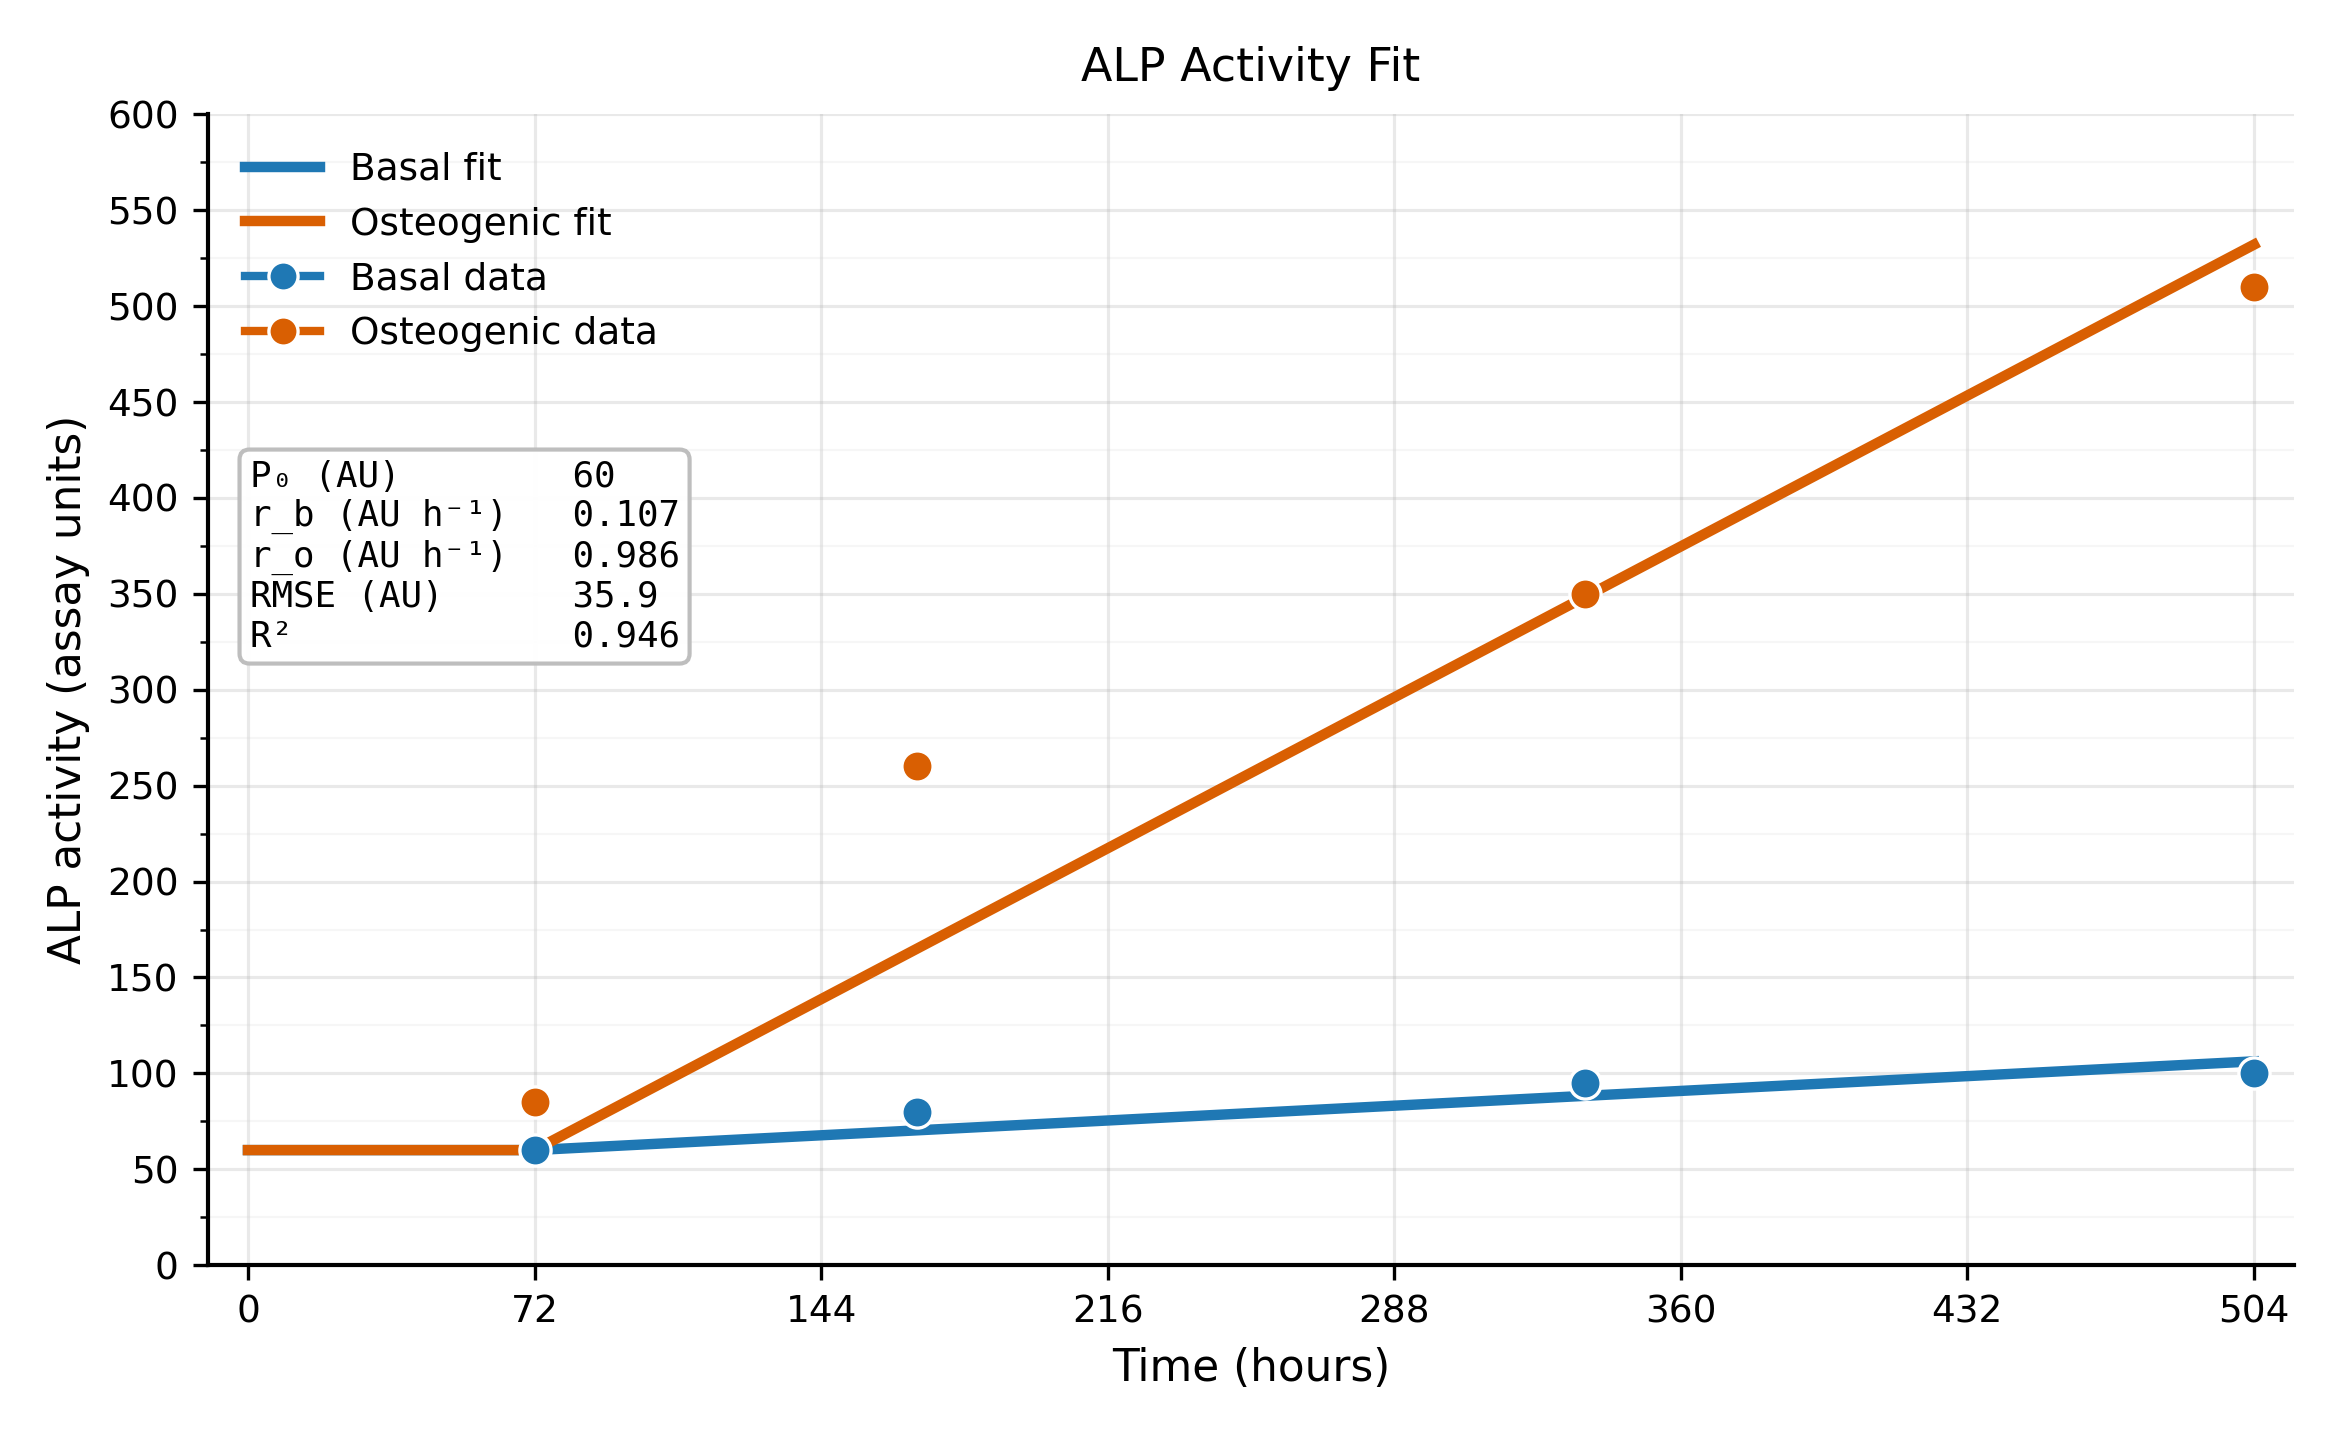 ALP Activity Fit
600
550
500
450
400
350
300
250
200
150
100
50
0
ALP activity (assay units)
Basal fit
Osteogenic fit
Basal data
Osteogenic data
P₀ (AU) 60
r_b (AU h⁻¹) 0.107
r_o (AU h⁻¹) 0.986
RMSE (AU) 35.9
R² 0.946
0 72 144 216 288 360 432 504
Time (hours)